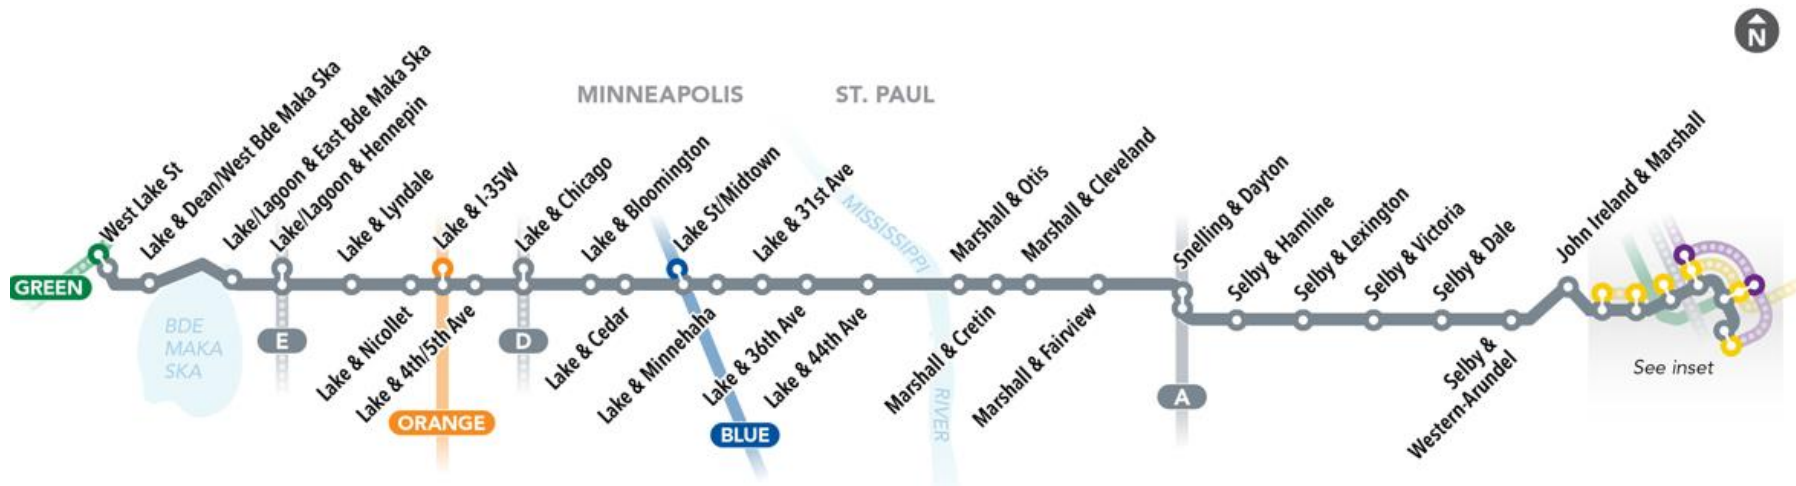 N
MINNEAPOLIS
ST. PAUL
West Lake St
Lake & Dean/West Bde Maka Ska
Lake/Lagoon & East Bde Maka Ska
Lake/Lagoon & Hennepin
Lake & Lyndale
Lake & I-35W
Lake & Chicago
Lake & Bloomington
Lake St/Midtown
Lake & 31st Ave
MISSISSIPPI
RIVER
Marshall & Otis
Marshall & Cleveland
Snelling & Dayton
Selby & Hamline
Selby & Lexington
Selby & Victoria
Selby & Dale
John Ireland & Marshall
GREEN
BDE
MAKA
SKA
E
Lake & Nicollet
Lake & 4th/5th Ave
ORANGE
D
Lake & Cedar
Lake & Minnehaha
BLUE
Lake & 36th Ave
Lake & 44th Ave
Marshall & Cretin
Marshall & Fairview
A
Selby &
Western-Arundel
See inset